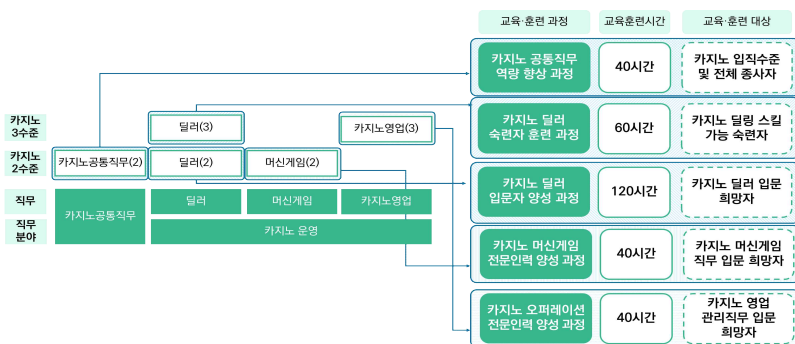 교육·훈련 과정
교육훈련시간
교육·훈련 대상
카지노 공통직무
역량 향상 과정
40시간
카지노 입직수준
및 전체 종사자
카지노
3수준
딜러(3)
카지노영업(3)
카지노 딜러
숙련자 훈련 과정
60시간
카지노 딜링 스킬
가능 숙련자
카지노
2수준
카지노공통직무(2)
딜러(2)
머신게임(2)
카지노 딜러
입문자 양성 과정
120시간
카지노 딜러 입문
희망자
직무
카지노공통직무
딜러
머신게임
카지노영업
직무
분야
카지노 운영
카지노 머신게임
전문인력 양성 과정
40시간
카지노 머신게임
직무 입문 희망자
카지노 오퍼레이션
전문인력 양성 과정
40시간
카지노 영업
관리직무 입문
희망자